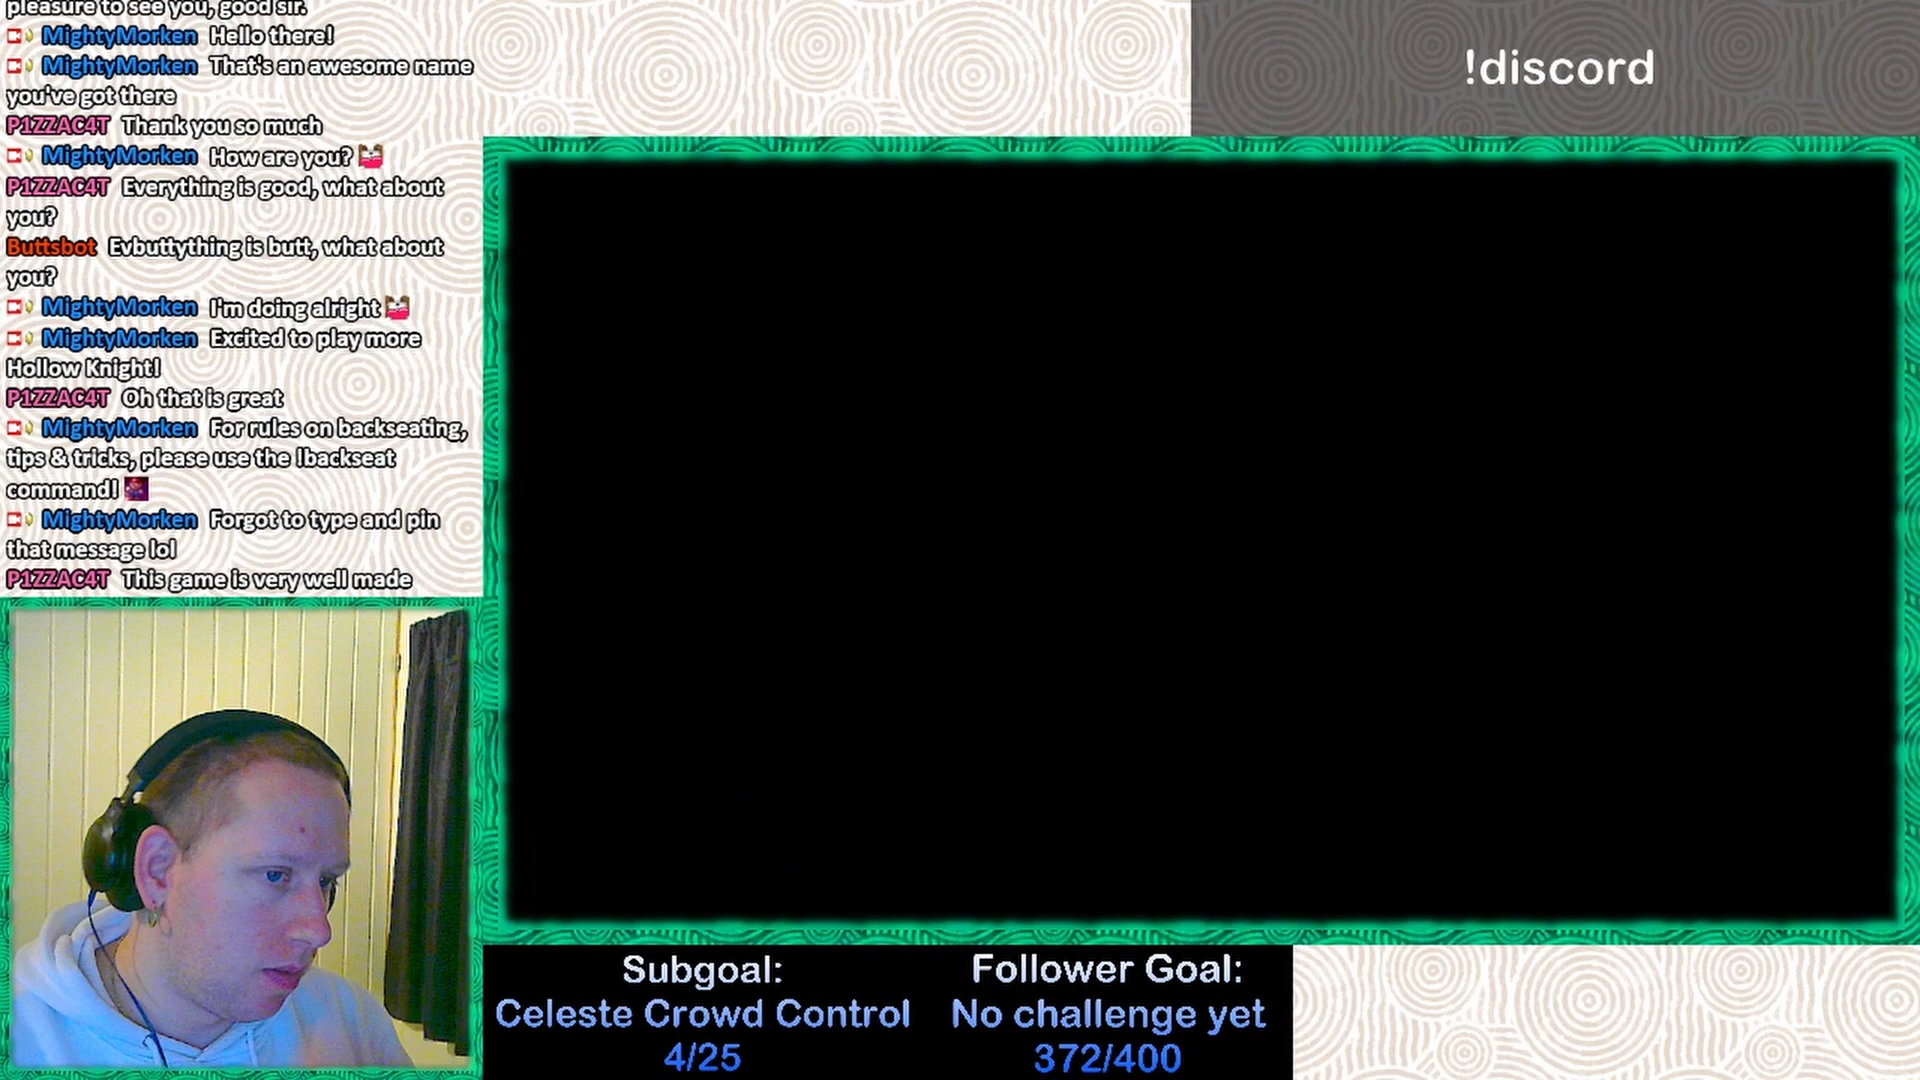 pleasure to see you, good sir.
MightyMorken Hello there!
MightyMorken That's an awesome name
you've got there
P1ZZAC4T Thank you so much
MightyMorken How are you?
P1ZZAC4T Everything is good, what about
you?
Buttsbot Evbuttything is butt, what about
you?
MightyMorken I'm doing alright
MightyMorken Excited to play more
Hollow Knight!
P1ZZAC4T Oh that is great
MightyMorken For rules on backseating,
tips & tricks, please use the !backseat
command!
MightyMorken Forgot to type and pin
that message lol
P1ZZAC4T This game is very well made
!discord
Subgoal:
Celeste Crowd Control
4/25
Follower Goal:
No challenge yet
372/400